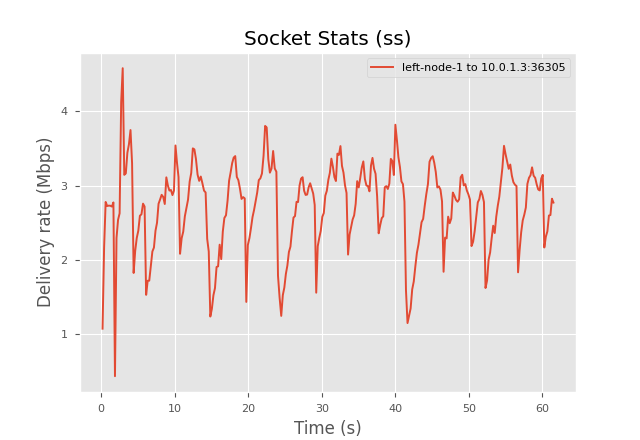 Socket Stats (ss)
left-node-1 to 10.0.1.3:36305
Delivery rate (Mbps)
4
3
2
1
0 10 20 30 40 50 60
Time (s)